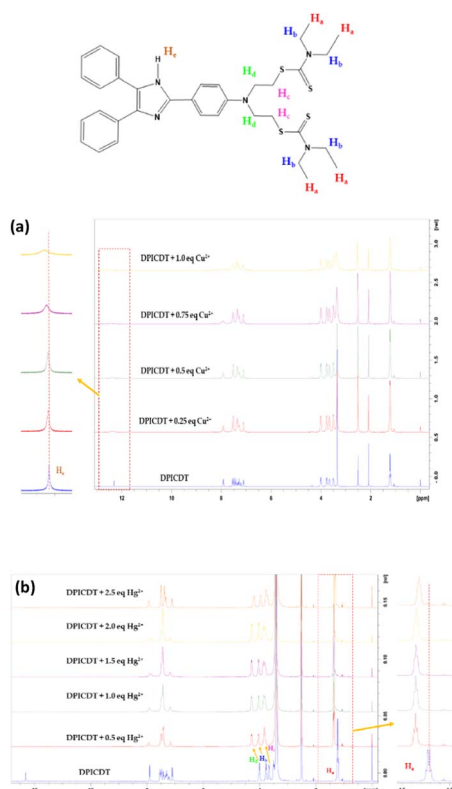 H
He
Ha
Ha
Hb
N
Hb
N
Hd
S
S
Hc
N
N
Hc
S
Hd
S
Hb
N
Hb
Ha
Ha
(a)
[rel]
3.0
DPICDT + 1.0 eq Cu²⁺
2.5
DPICDT + 0.75 eq Cu²⁺
2.0
1.5
DPICDT + 0.5 eq Cu²⁺
1.0
DPICDT + 0.25 eq Cu²⁺
0.5
He
DPICDT
0.0
12
10
8
6
4
2
[ppm]
(b)
[rel]
DPICDT + 2.5 eq Hg²⁺
0.15
DPICDT + 2.0 eq Hg²⁺
DPICDT + 1.5 eq Hg²⁺
0.10
DPICDT + 1.0 eq Hg²⁺
0.05
DPICDT + 0.5 eq Hg²⁺
Hc
Hd
Hb
DPICDT
Ha
Ha
0.00